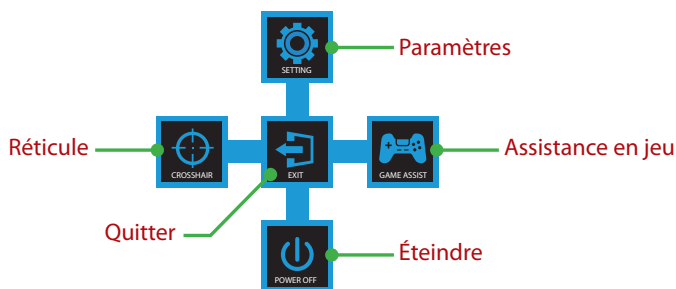 Paramètres
SETTING
Réticule
CROSSHAIR
EXIT
GAME ASSIST
Assistance en jeu
Quitter
Éteindre
POWER OFF